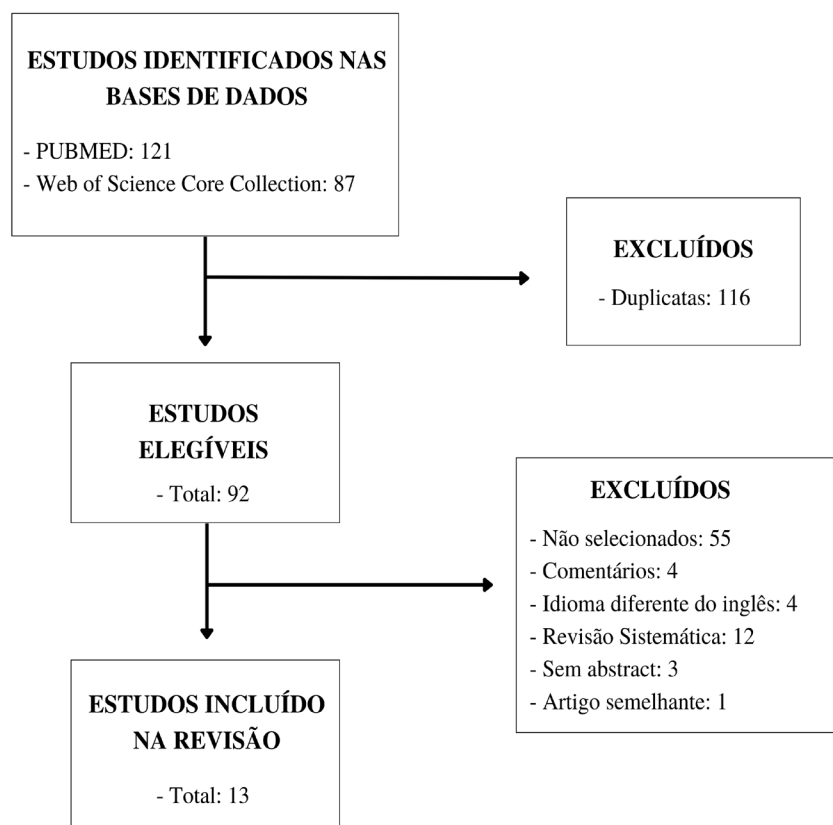 ESTUDOS IDENTIFICADOS NAS
BASES DE DADOS
- PUBMED: 121
- Web of Science Core Collection: 87
EXCLUÍDOS
- Duplicatas: 116
ESTUDOS
ELEGÍVEIS
- Total: 92
EXCLUÍDOS
- Não selecionados: 55
- Comentários: 4
- Idioma diferente do inglês: 4
- Revisão Sistemática: 12
- Sem abstract: 3
- Artigo semelhante: 1
ESTUDOS INCLUÍDO
NA REVISÃO
- Total: 13